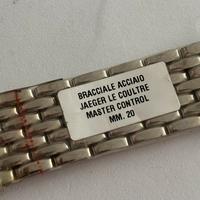 BRACCIALE ACCIAIO
JAEGER LE COULTRE
MASTER CONTROL
MM. 20